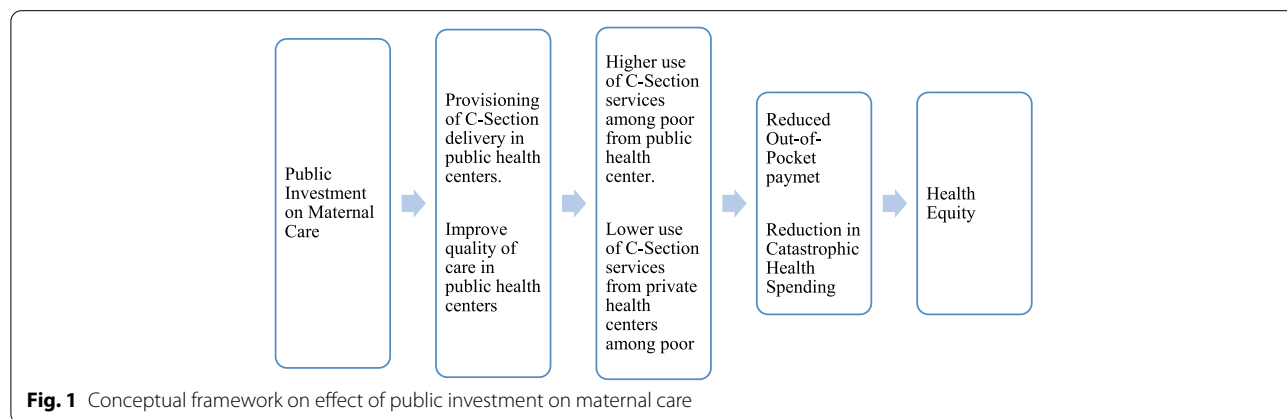 Public
Investment
on Maternal
Care
Provisioning
of C-Section
delivery in
public health
centers.
Improve
quality of
care in
public health
centers
Higher use
of C-Section
services
among poor
from public
health
center.
Lower use
of C-Section
services
from private
health
centers
among poor
Reduced
Out-of-
Pocket
paymet
Reduction in
Catastrophic
Health
Spending
Health
Equity
Fig. 1 Conceptual framework on effect of public investment on maternal care